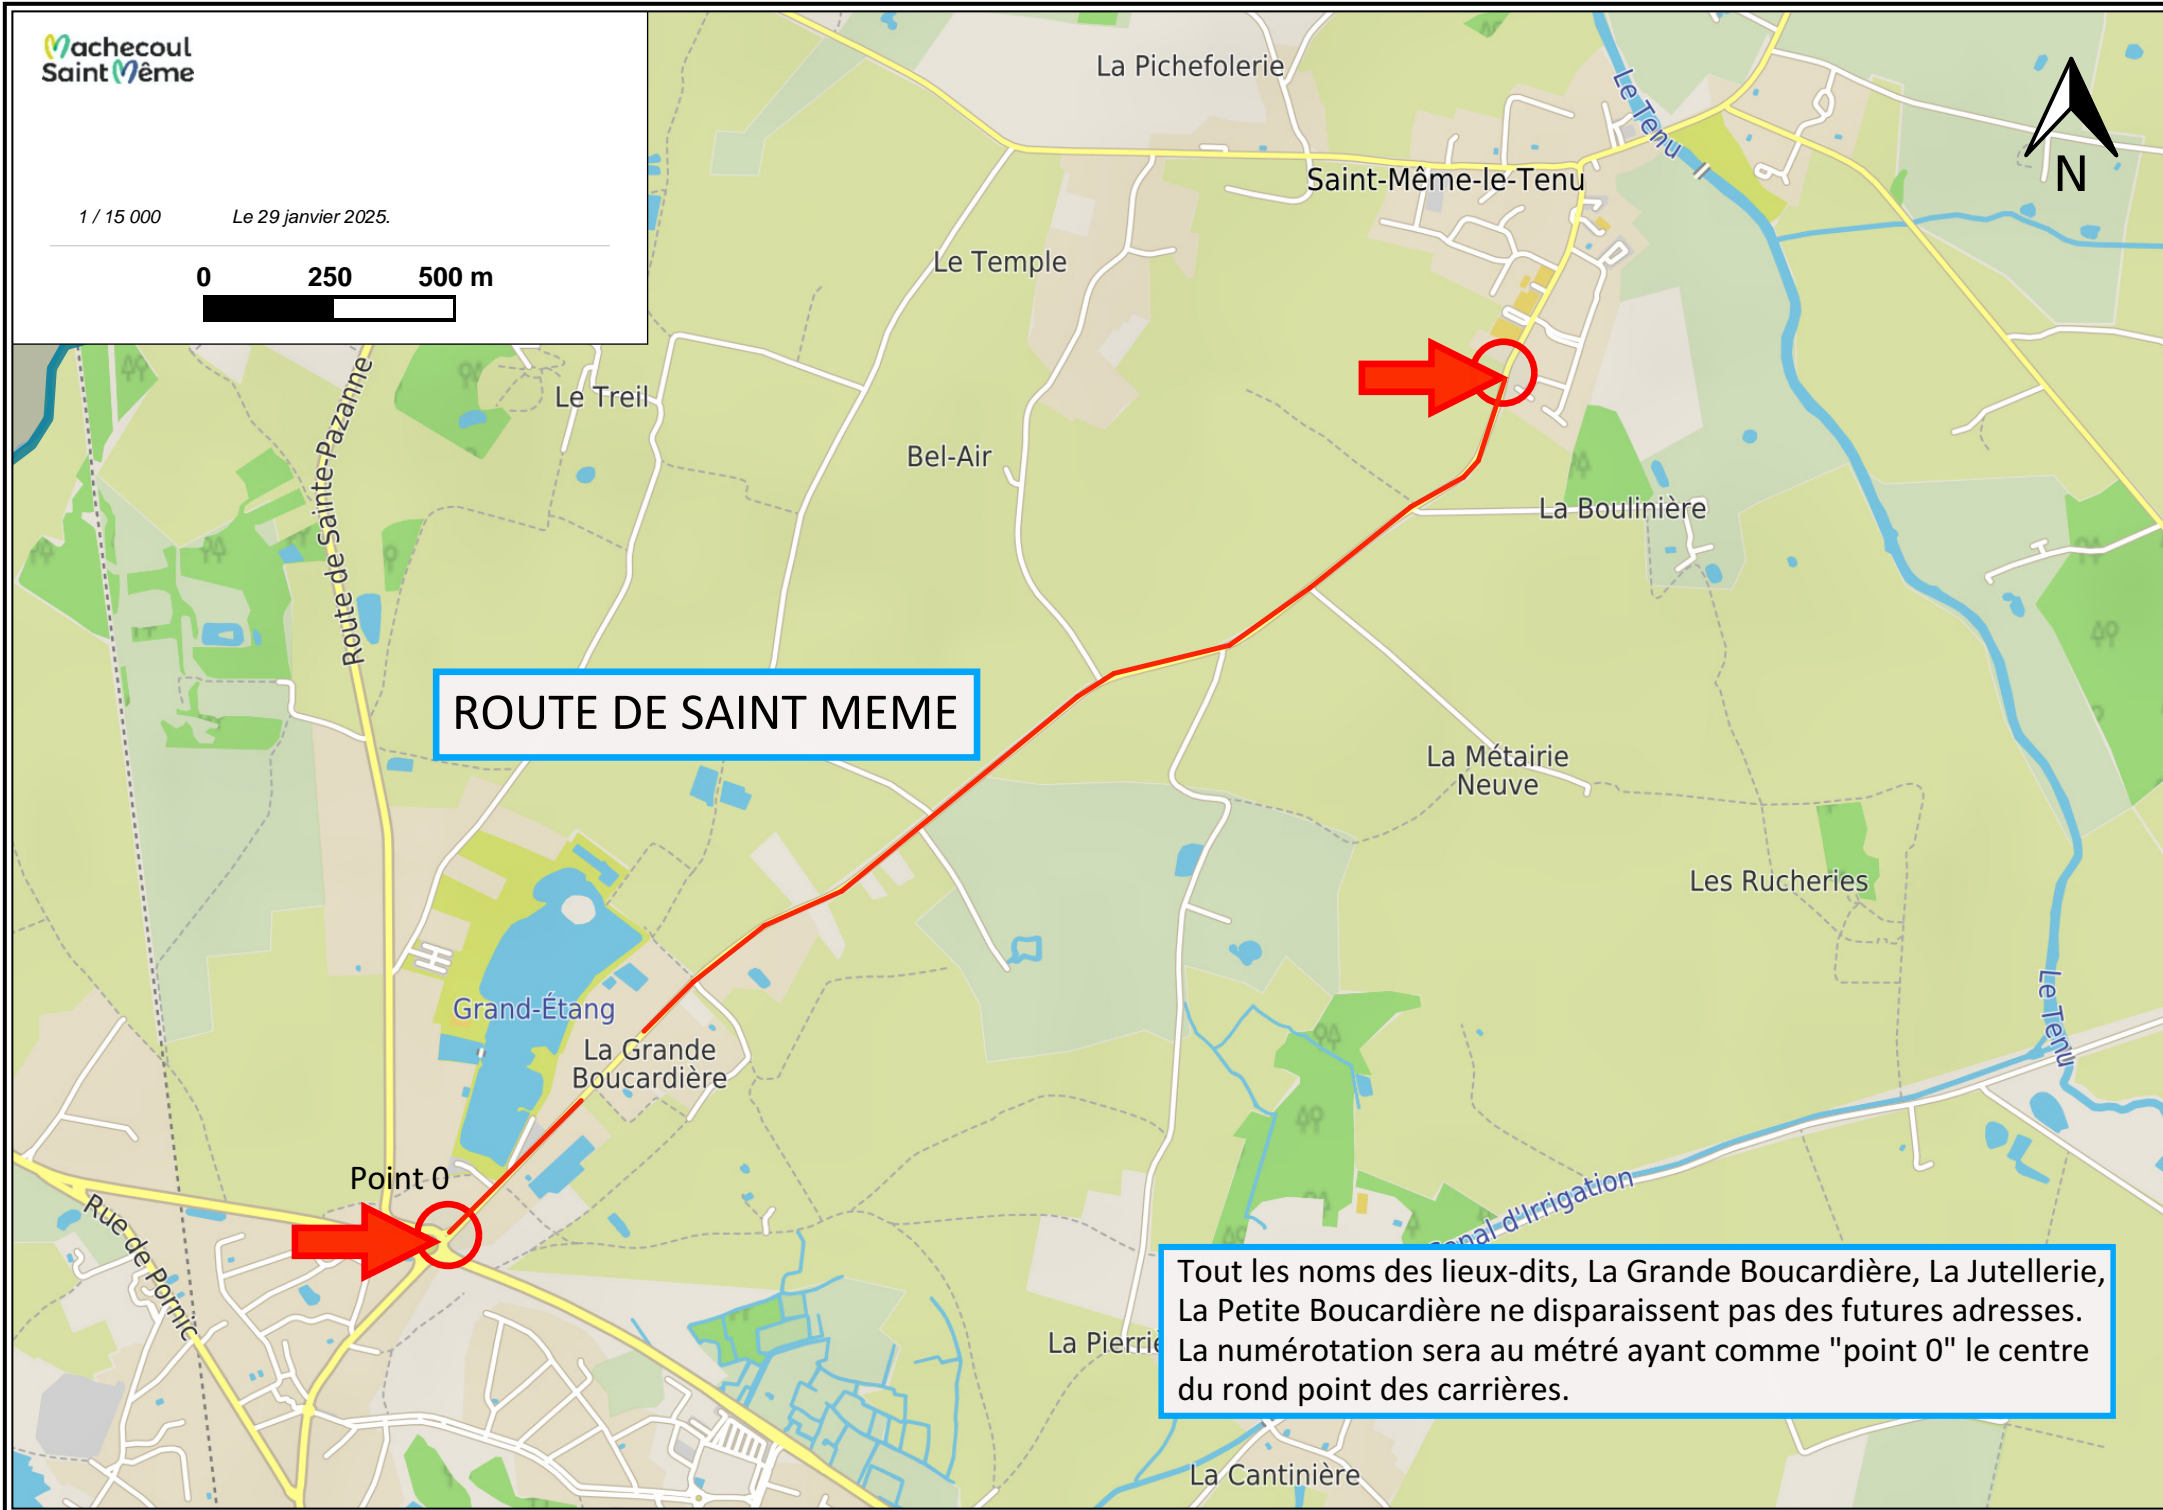 Machecoul
Saint Même
1 / 15 000
Le 29 janvier 2025.
0 250 500 m
N
La Pichefolerie
Le Tenu
Saint-Même-le-Tenu
Le Temple
Route de Sainte-Pazanne
Le Treil
Bel-Air
La Boulinière
ROUTE DE SAINT MEME
La Métairie
Neuve
Les Rucheries
Grand-Étang
La Grande
Boucardière
Le Tenu
Point 0
Rue de Pornic
Canal d'Irrigation
Tout les noms des lieux-dits, La Grande Boucardière, La Jutellerie,
La Petite Boucardière ne disparaissent pas des futures adresses.
La numérotation sera au métré ayant comme "point 0" le centre
du rond point des carrières.
La Pierriè
La Cantinière